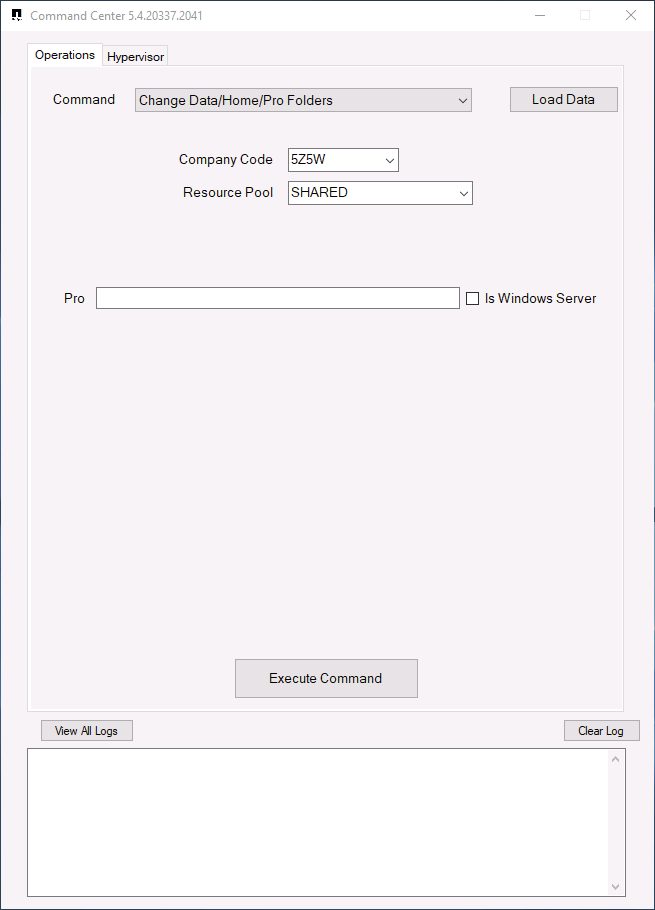 Command Center 5.4.20337.2041
Operations Hypervisor
Command Change Data/Home/Pro Folders Load Data
Company Code 5Z5W
Resource Pool SHARED
Pro Is Windows Server
Execute Command
View All Logs Clear Log